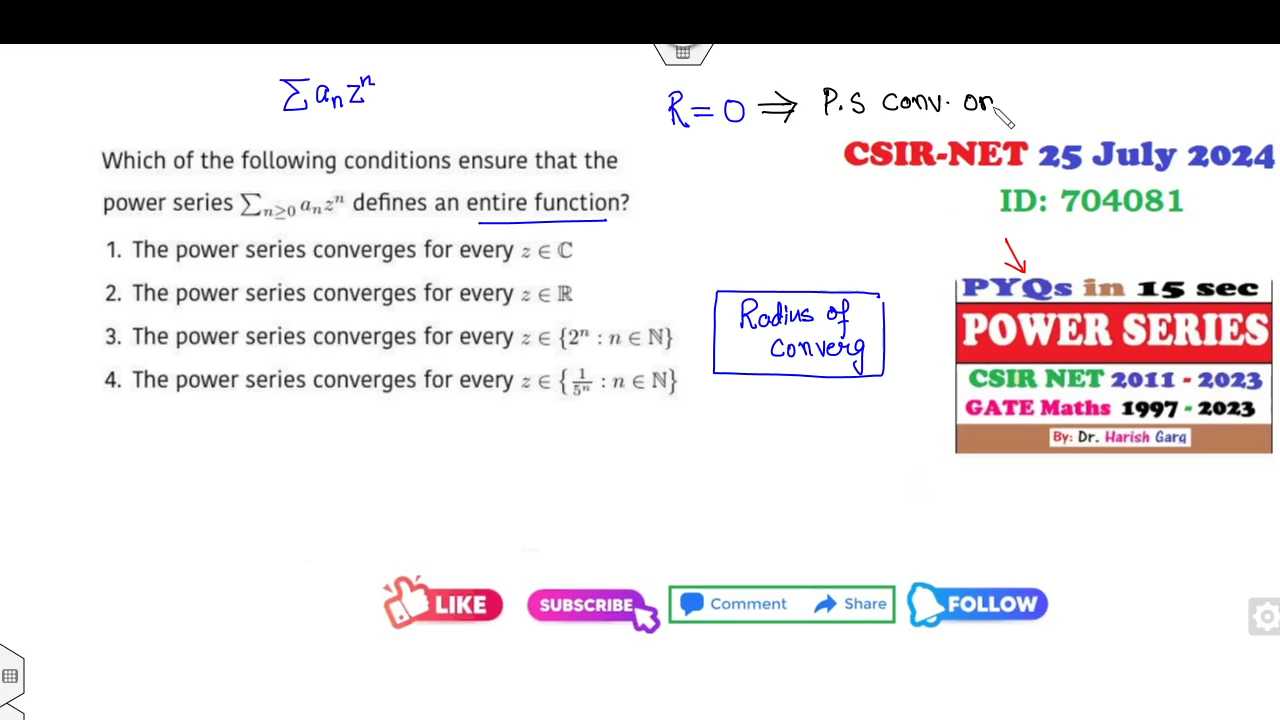 ∑ aₙ zⁿ
R = 0 ⇒ P.S conv. on
CSIR-NET 25 July 2024
ID: 704081
Which of the following conditions ensure that the
power series ∑ₙ≥₀ aₙzⁿ defines an entire function?
1. The power series converges for every z ∈ ℂ
2. The power series converges for every z ∈ ℝ
3. The power series converges for every z ∈ {2ⁿ : n ∈ ℕ}
4. The power series converges for every z ∈ {1/5ⁿ : n ∈ ℕ}
Radius of
converg
PYQs in 15 sec
POWER SERIES
CSIR NET 2011 - 2023
GATE Maths 1997 - 2023
By: Dr. Harish Garg
LIKE
SUBSCRIBE
Comment
Share
FOLLOW